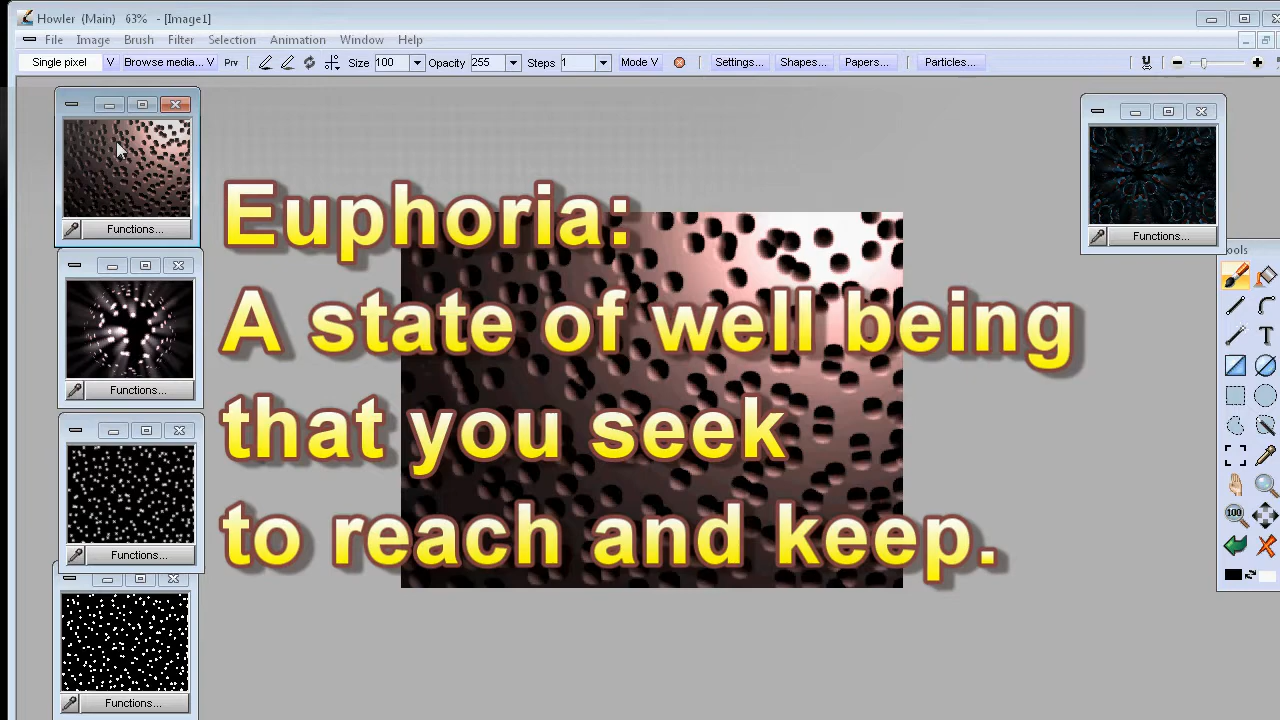 Howler (Main) 63% - [Image1]
File Image Brush Filter Selection Animation Window Help
Single pixel V Browse media... V Prv Size 100 Opacity 255 Steps 1 Mode V Settings... Shapes... Papers... Particles...
Functions...
Functions...
Functions...
Functions...
Functions...
ools
100
Euphoria:
A state of well being
that you seek
to reach and keep.